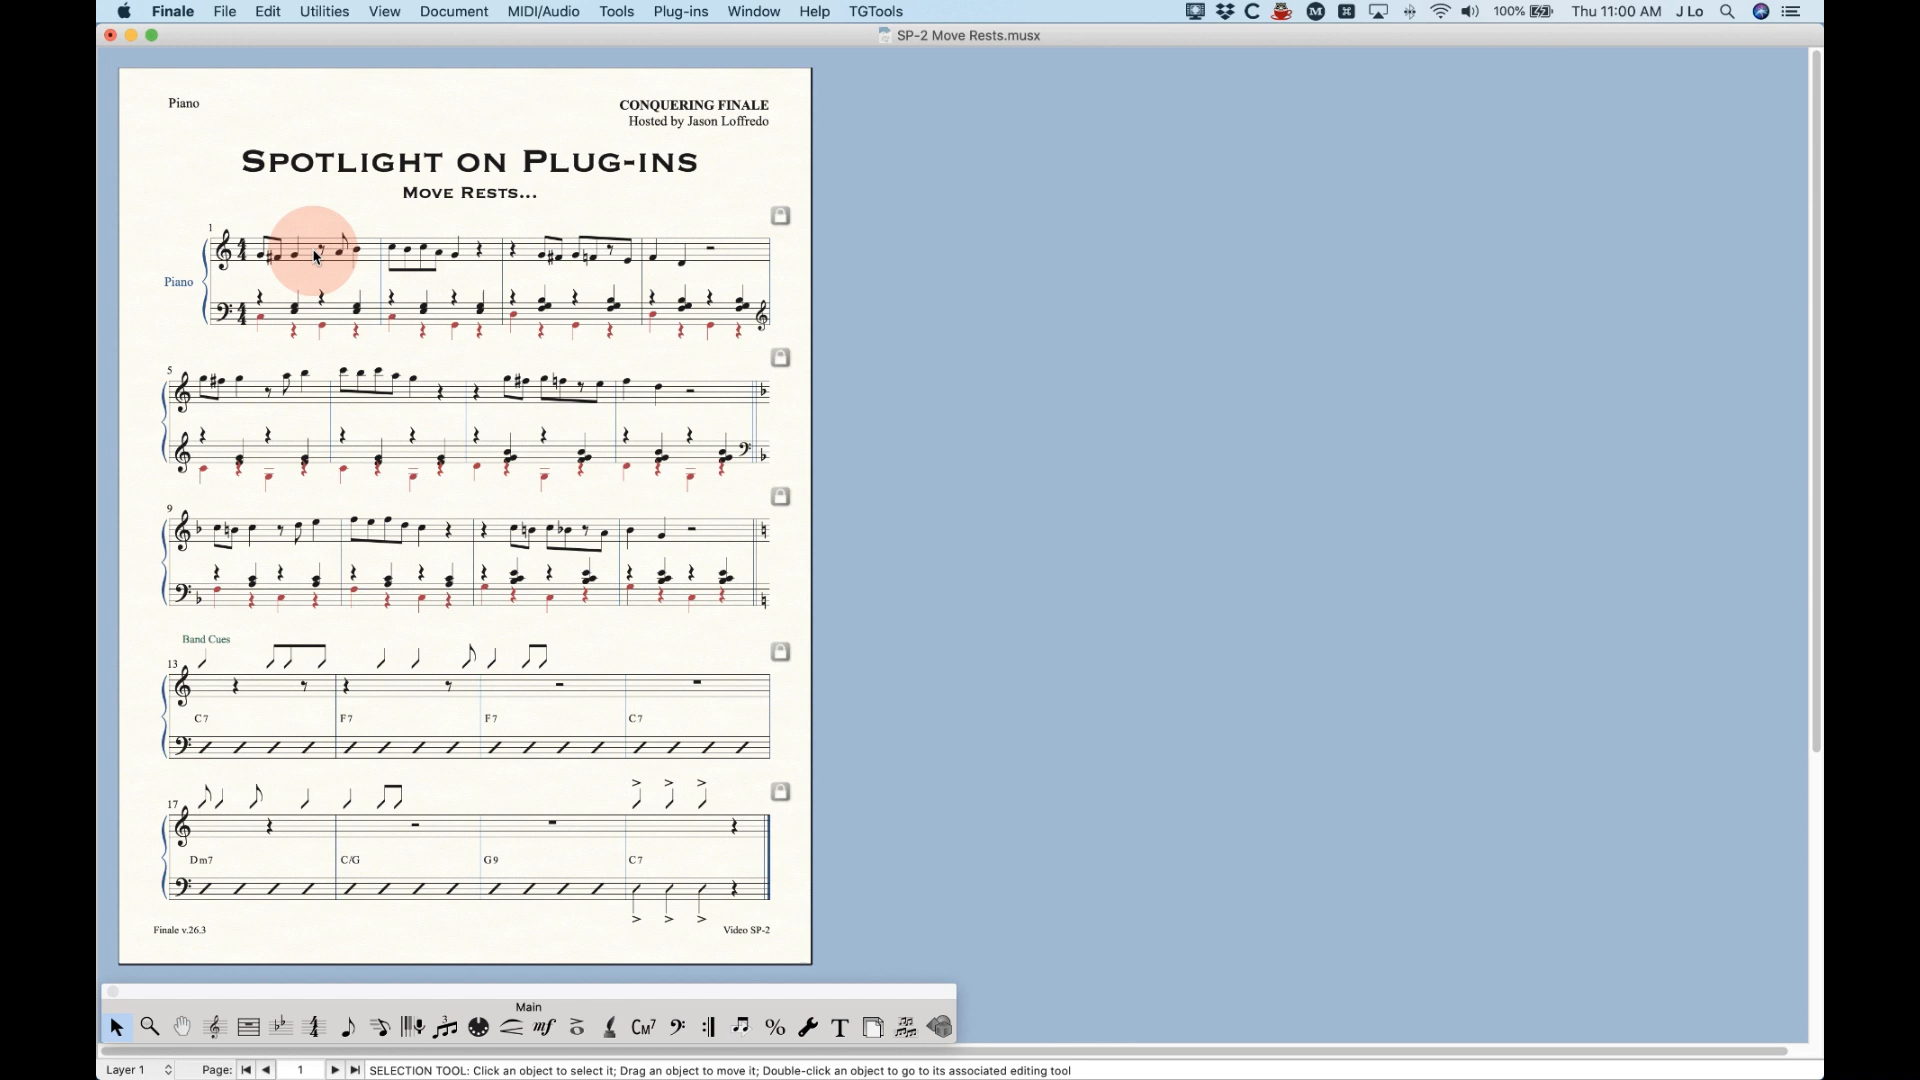 Finale File Edit Utilities View Document MIDI/Audio Tools Plug-ins Window Help TGTools 100% Thu 11:00 AM J Lo
SP-2 Move Rests.musx
Piano
CONQUERING FINALE
Hosted by Jason Loffredo
SPOTLIGHT ON PLUG-INS
MOVE RESTS...
1
Piano
5
9
Band Cues
13
C7 F7 F7 C7
17
Dm7 C/G G9 C7
Finale v.26.3 Video SP-2
Main
mf CM7 % T
Layer 1 Page: 1 SELECTION TOOL: Click an object to select it; Drag an object to move it; Double-click an object to go to its associated editing tool